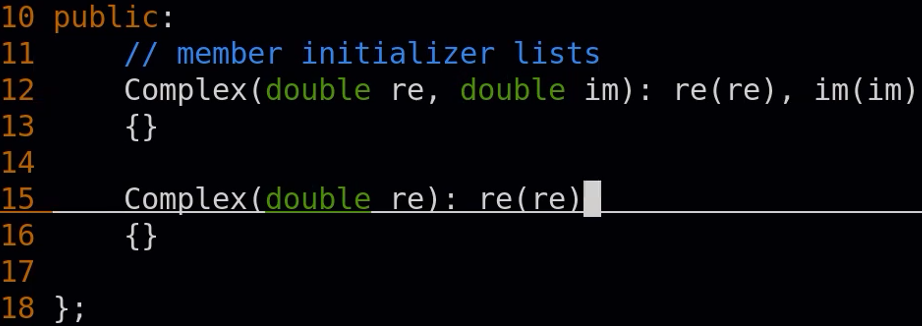 10 public:
11     // member initializer lists
12     Complex(double re, double im): re(re), im(im)
13     {}
14
15     Complex(double re): re(re)
16     {}
17
18 };